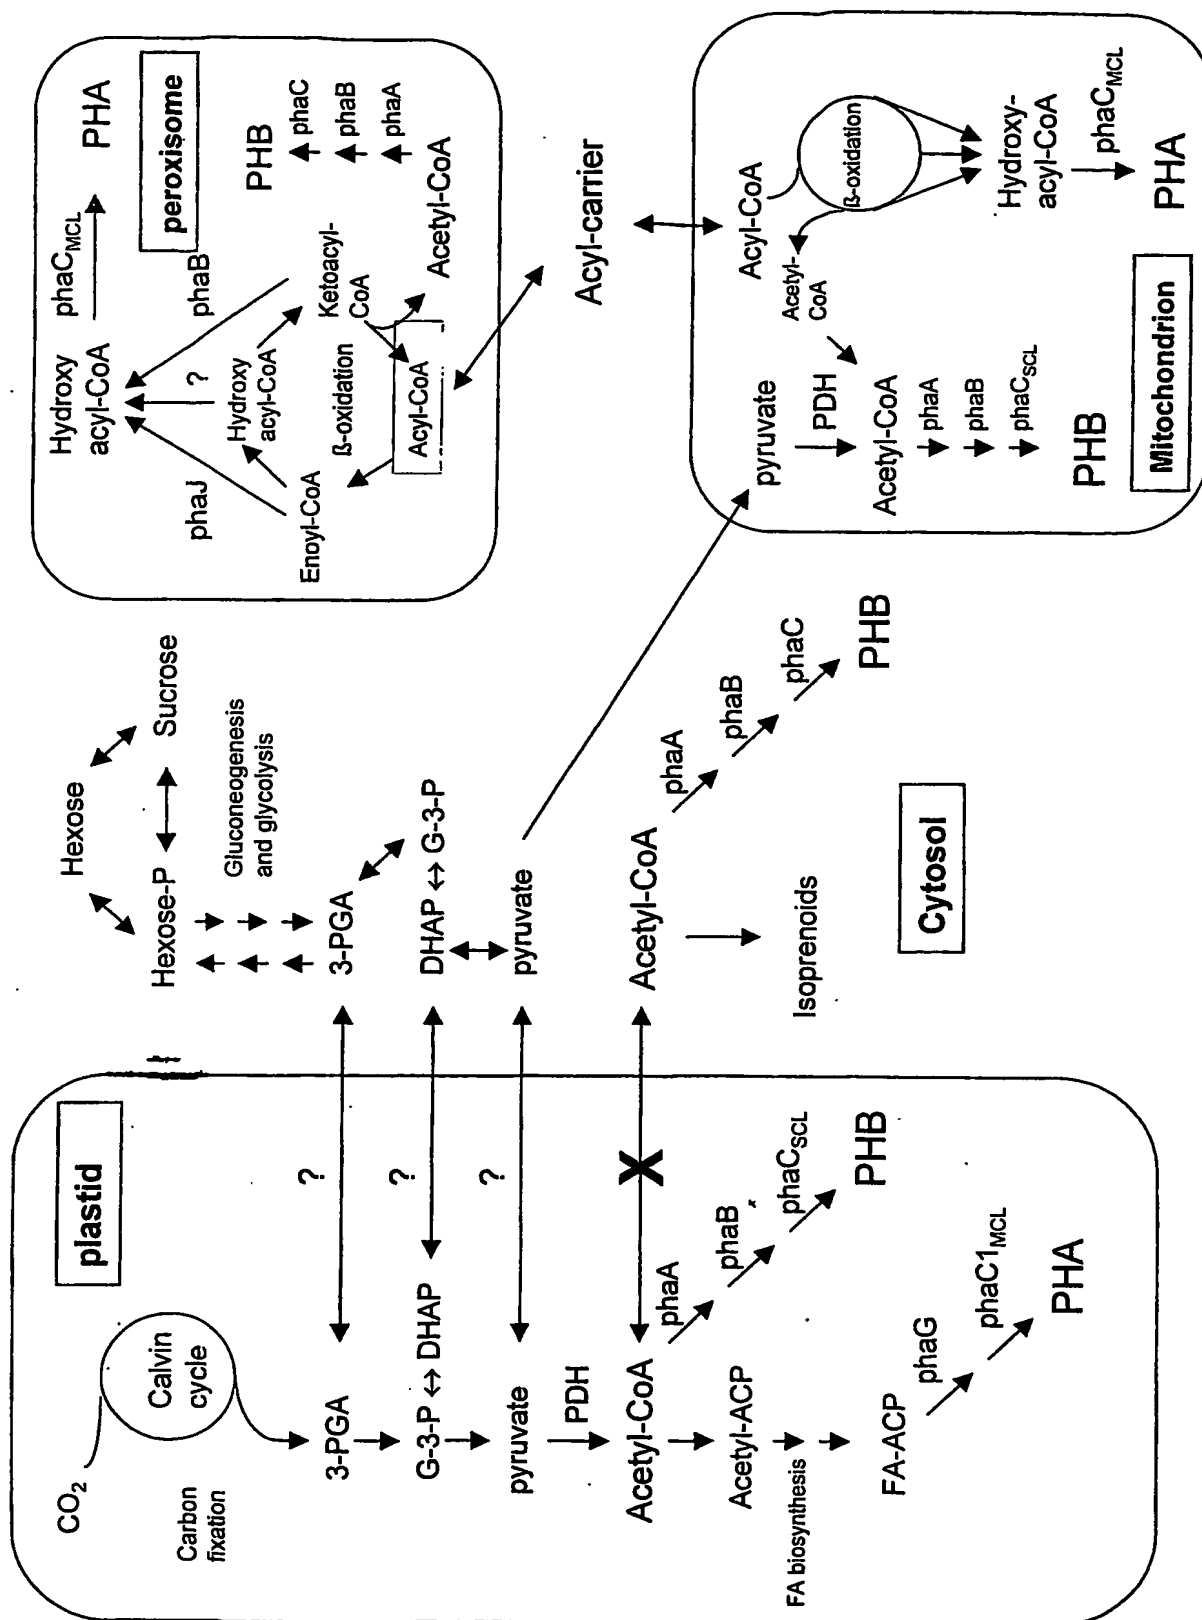 plastid
CO2
Calvin
cycle
Carbon
fixation
3-PGA
?
G-3-P ↔ DHAP
?
pyruvate
?
PDH
Acetyl-CoA
X
phaA
phaB
phaCSCL
PHB
Acetyl-ACP
FA biosynthesis
FA-ACP
phaG
phaC1MCL
PHA
Hexose
Hexose-P
Sucrose
Gluconeogenesis
and glycolysis
3-PGA
DHAP ↔ G-3-P
pyruvate
Acetyl-CoA
phaA
phaB
phaC
PHB
Isoprenoids
Cytosol
Hydroxy
acyl-CoA
phaCMCL
PHA
peroxisome
phaJ
?
phaB
Enoyl-CoA
Hydroxy
acyl-CoA
Ketoacyl-
CoA
ß-oxidation
Acyl-CoA
Acetyl-CoA
phaA
phaB
phaC
PHB
Acyl-carrier
Acyl-CoA
ß-oxidation
Acetyl-
CoA
Hydroxy-
acyl-CoA
phaCMCL
PHA
pyruvate
PDH
Acetyl-CoA
phaA
phaB
phaCSCL
PHB
Mitochondrion